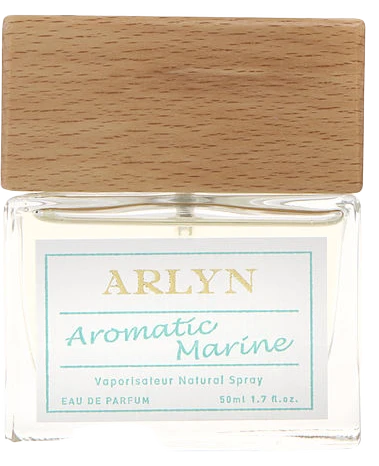 ARLYN
Aromatic
Marine
Vaporisateur Natural Spray
EAU DE PARFUM 50ml 1.7 fl.oz.